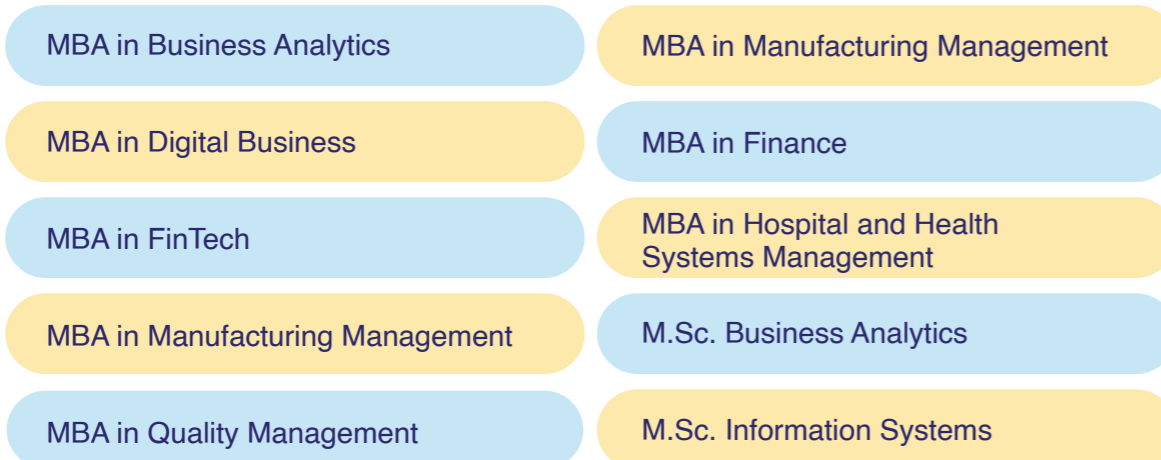 MBA in Business Analytics
MBA in Digital Business
MBA in FinTech
MBA in Manufacturing Management
MBA in Quality Management
MBA in Manufacturing Management
MBA in Finance
MBA in Hospital and Health
Systems Management
M.Sc. Business Analytics
M.Sc. Information Systems